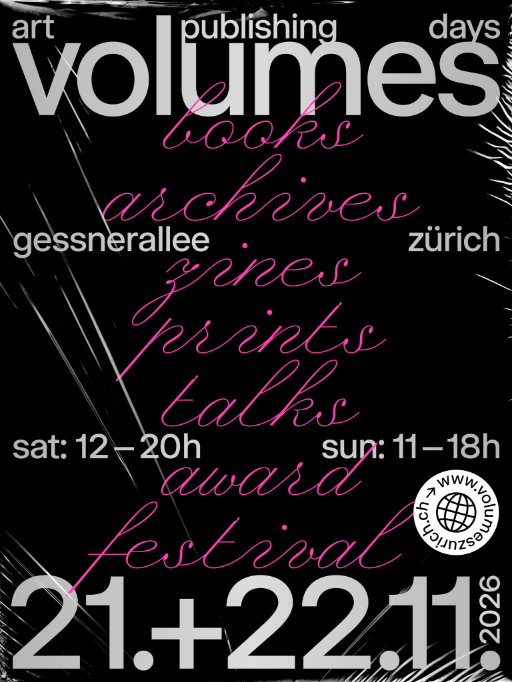 art publishing days
volumes
books
archives
gessnerallee zürich
zines
prints
talks
sat: 12–20h sun: 11–18h
award
→ www.volumeszurich.ch
festival
21.+22.11.2026